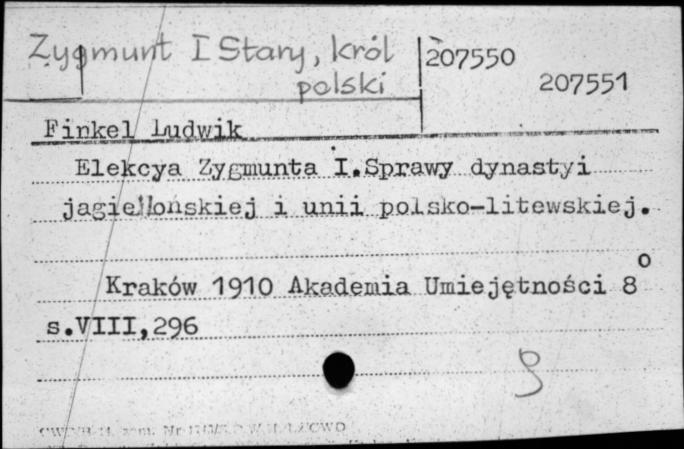 Zygmunt I Stary, król
polski
207550
207551
Finkel Ludwik
Elekcya Zygmunta I.Sprawy dynastyi
jagiellońskiej i unii polsko-litewskiej.
Kraków 1910 Akademia Umiejętności 8o
s.VIII,296